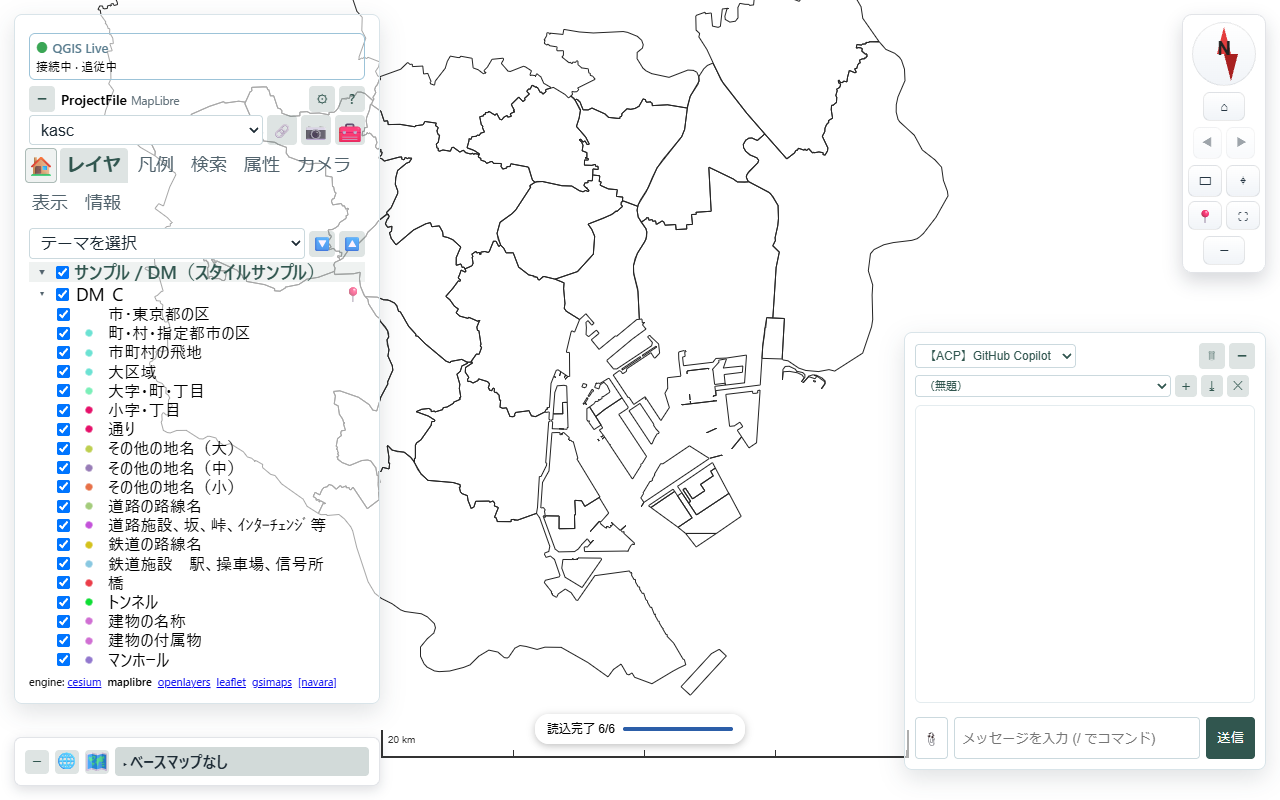 QGIS Live
接続中 · 追従中
− ProjectFile MapLibre ?
kasc
レイヤ 凡例 検索 属性 カメラ
表示 情報
テーマを選択
サンプル / DM（スタイルサンプル）
DM C
市・東京都の区
町・村・指定都市の区
市町村の飛地
大区域
大字・町・丁目
小字・丁目
通り
その他の地名（大）
その他の地名（中）
その他の地名（小）
道路の路線名
道路施設、坂、峠、ｲﾝﾀｰﾁｪﾝｼﾞ 等
鉄道の路線名
鉄道施設　駅、操車場、信号所
橋
トンネル
建物の名称
建物の付属物
マンホール
engine: cesium maplibre openlayers leaflet gsimaps [navara]
− ベースマップなし
読込完了 6/6
20 km
N
【ACP】GitHub Copilot
（無題）
メッセージを入力 (/ でコマンド)
送信